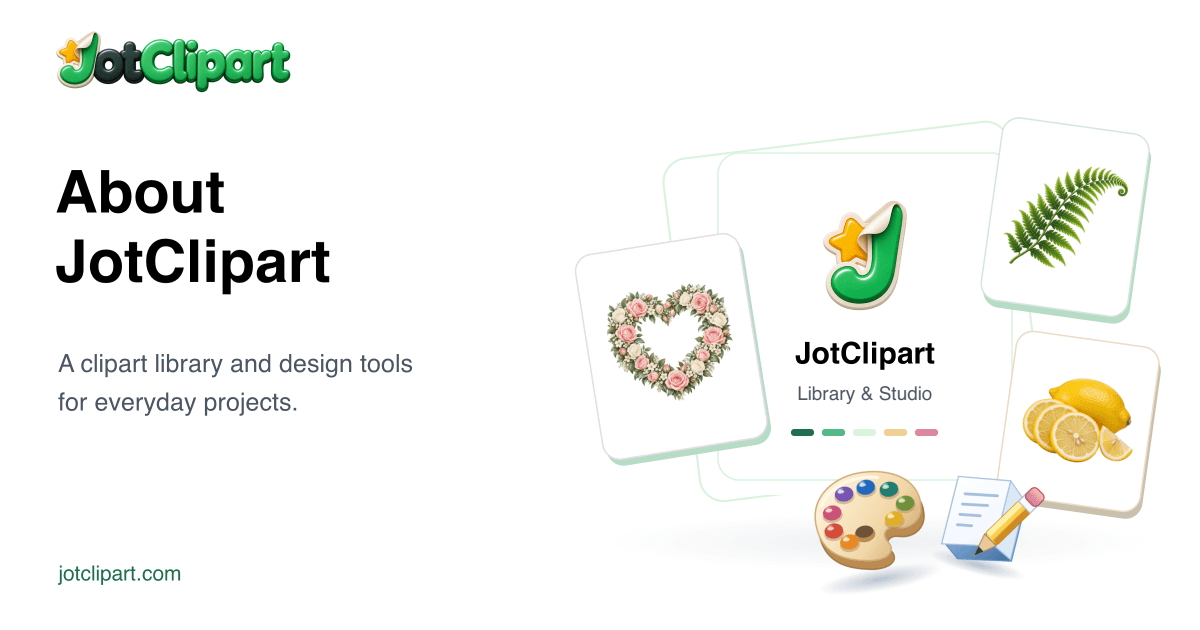 JotClipart
About
JotClipart
A clipart library and design tools
for everyday projects.
jotclipart.com
J
JotClipart
Library & Studio